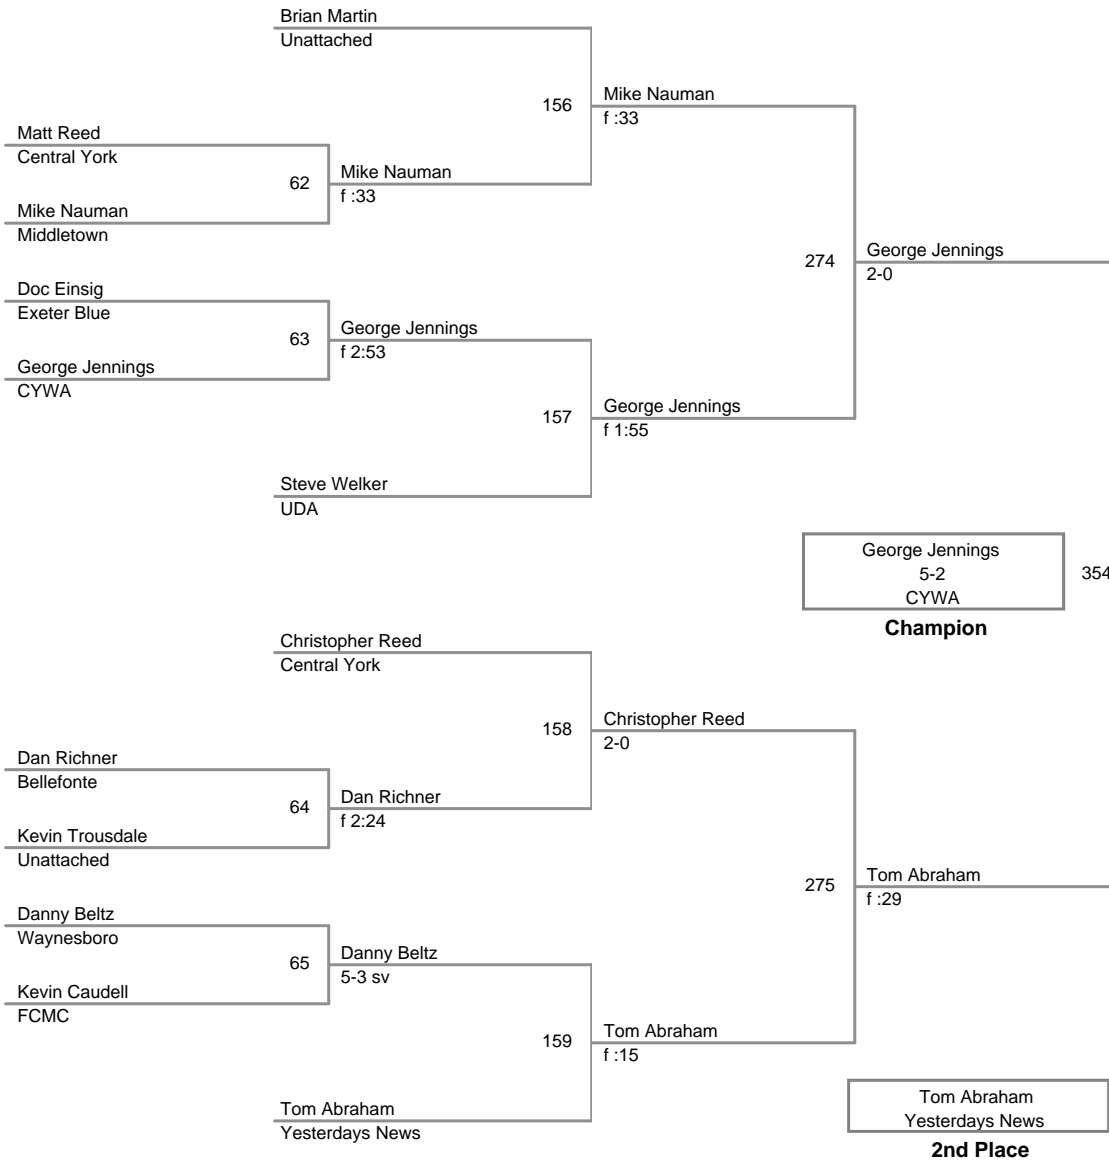 Brian Martin
Unattached
156
Mike Nauman
f :33
Matt Reed
Central York
62
Mike Nauman
f :33
Mike Nauman
Middletown
274
George Jennings
2-0
Doc Einsig
Exeter Blue
63
George Jennings
f 2:53
George Jennings
CYWA
157
George Jennings
f 1:55
Steve Welker
UDA
George Jennings
5-2
CYWA
354
Champion
Christopher Reed
Central York
158
Christopher Reed
2-0
Dan Richner
Bellefonte
64
Dan Richner
f 2:24
Kevin Trousdale
Unattached
275
Tom Abraham
f :29
Danny Beltz
Waynesboro
65
Danny Beltz
5-3 sv
Kevin Caudell
FCMC
159
Tom Abraham
f :15
Tom Abraham
Yesterdays News
Tom Abraham
Yesterdays News
2nd Place